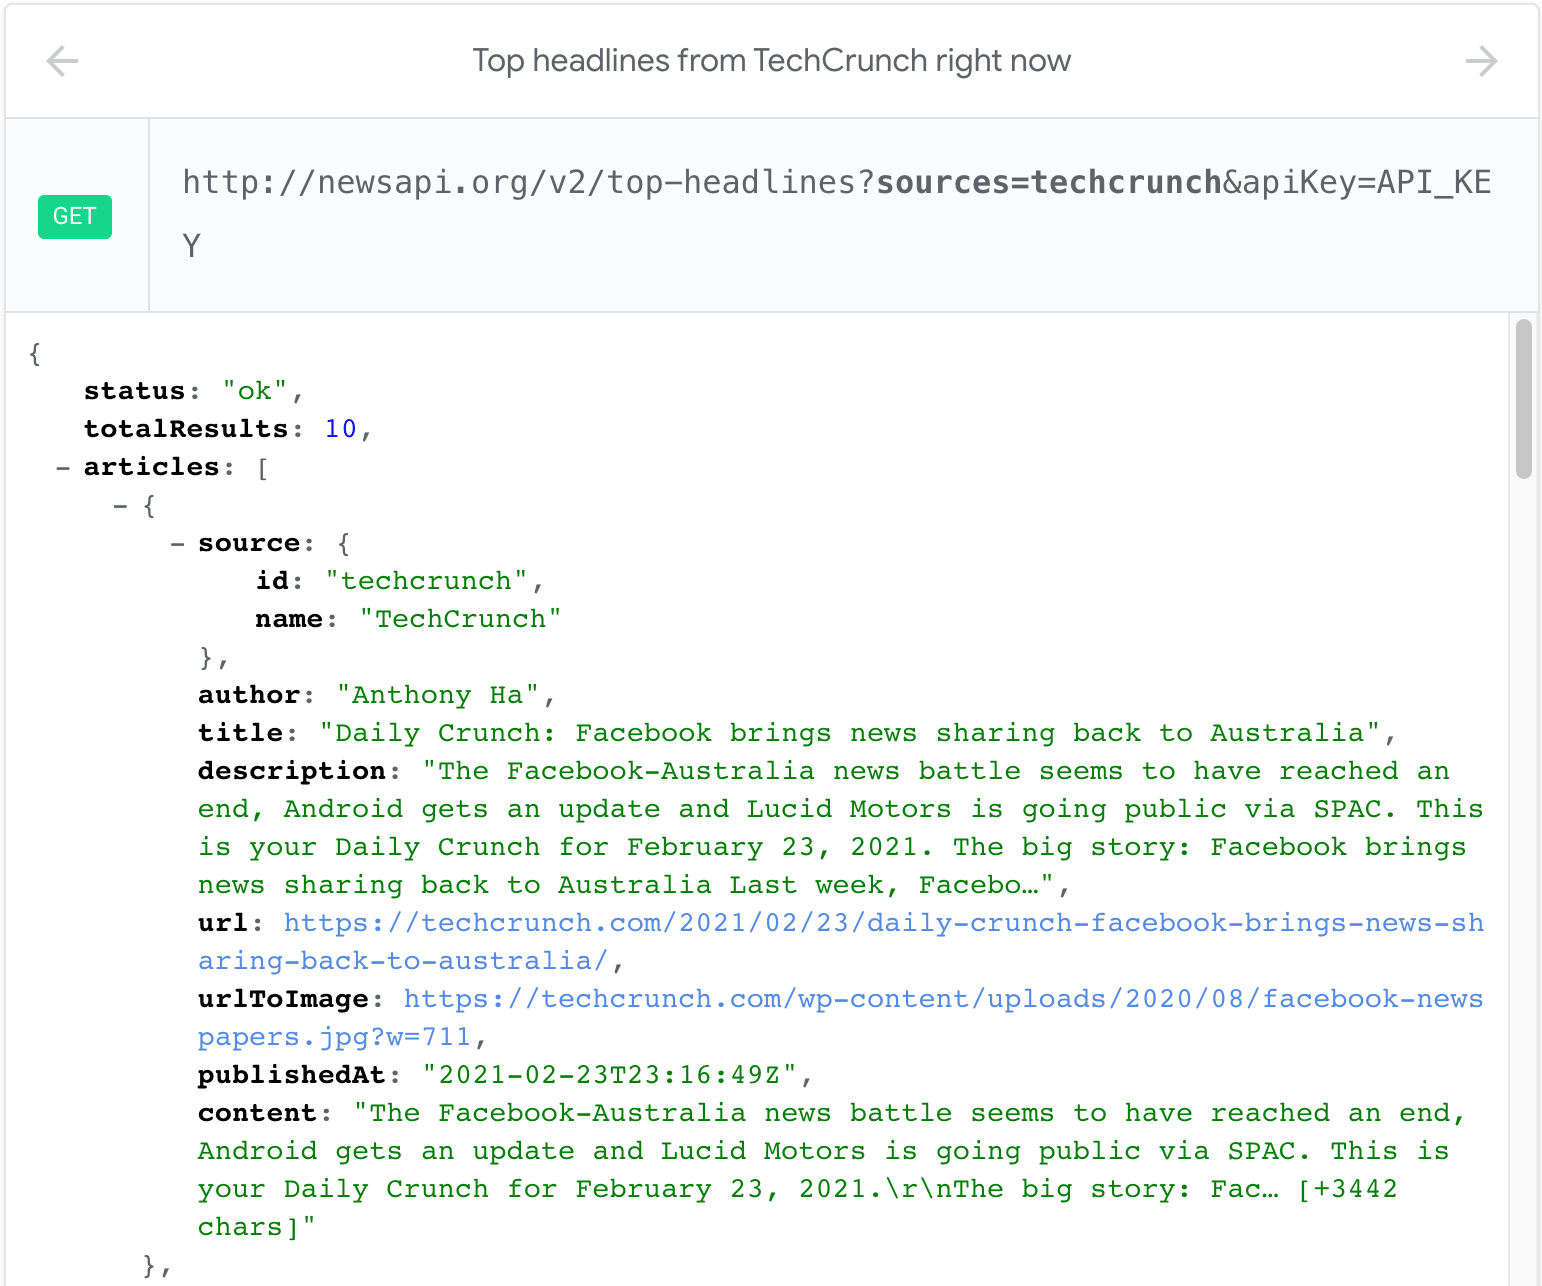 Top headlines from TechCrunch right now
GET
http://newsapi.org/v2/top-headlines?sources=techcrunch&apiKey=API_KE
Y
{
status: "ok",
totalResults: 10,
– articles: [
– {
– source: {
id: "techcrunch",
name: "TechCrunch"
},
author: "Anthony Ha",
title: "Daily Crunch: Facebook brings news sharing back to Australia",
description: "The Facebook-Australia news battle seems to have reached an
end, Android gets an update and Lucid Motors is going public via SPAC. This
is your Daily Crunch for February 23, 2021. The big story: Facebook brings
news sharing back to Australia Last week, Facebo…",
url: https://techcrunch.com/2021/02/23/daily-crunch-facebook-brings-news-sh
aring-back-to-australia/,
urlToImage: https://techcrunch.com/wp-content/uploads/2020/08/facebook-news
papers.jpg?w=711,
publishedAt: "2021-02-23T23:16:49Z",
content: "The Facebook-Australia news battle seems to have reached an end,
Android gets an update and Lucid Motors is going public via SPAC. This is
your Daily Crunch for February 23, 2021.\r\nThe big story: Fac… [+3442
chars]"
},